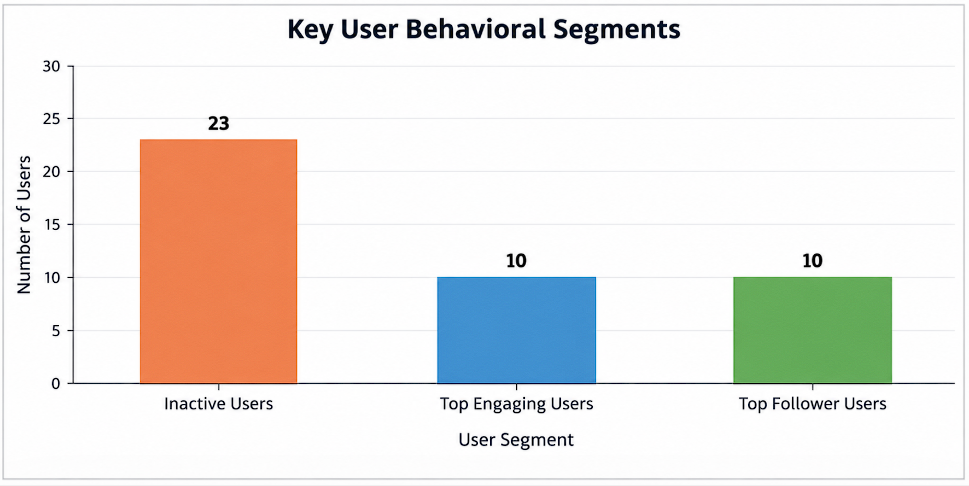 Key User Behavioral Segments
Number of Users
30
25
20
15
10
5
0
23
10
10
Inactive Users
Top Engaging Users
Top Follower Users
User Segment